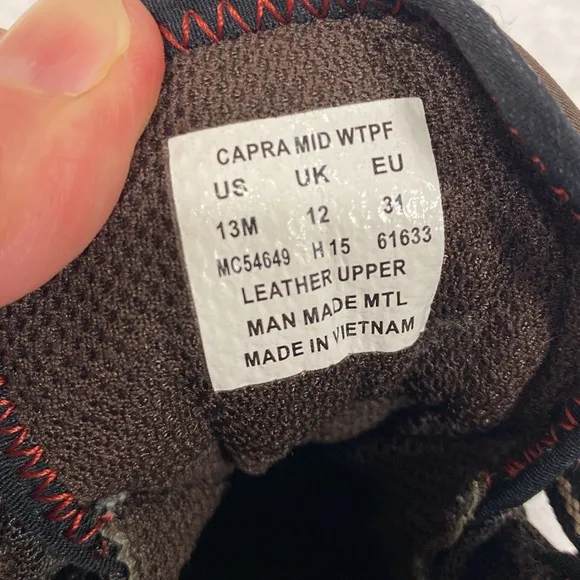 CAPRA MID WTPF
US UK EU
13M 12 31
MC54649 H 15 61633
LEATHER UPPER
MAN MADE MTL
MADE IN VIETNAM